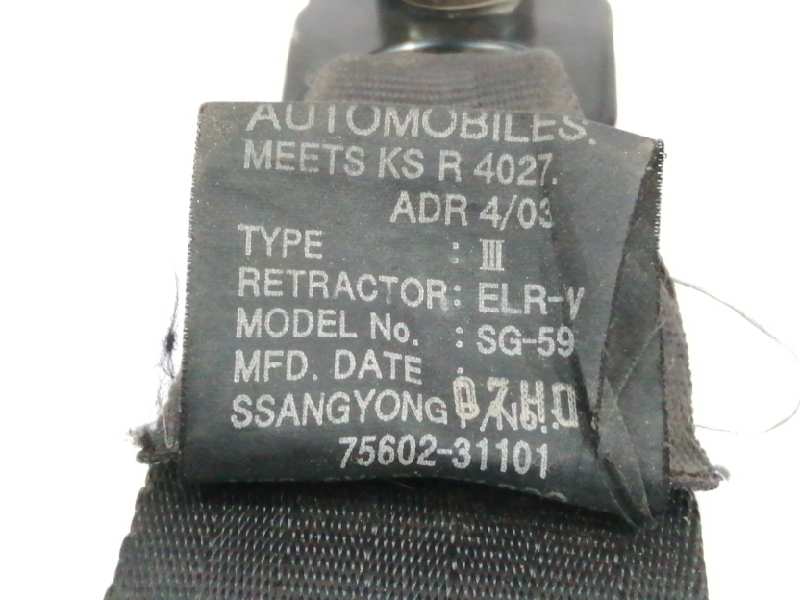 AUTOMOBILES.
MEETS KS R 4027.
ADR 4/03
TYPE : III
RETRACTOR: ELR-V
MODEL No. : SG-59
MFD. DATE :
07H0
SSANGYONG P/No.
75602-31101